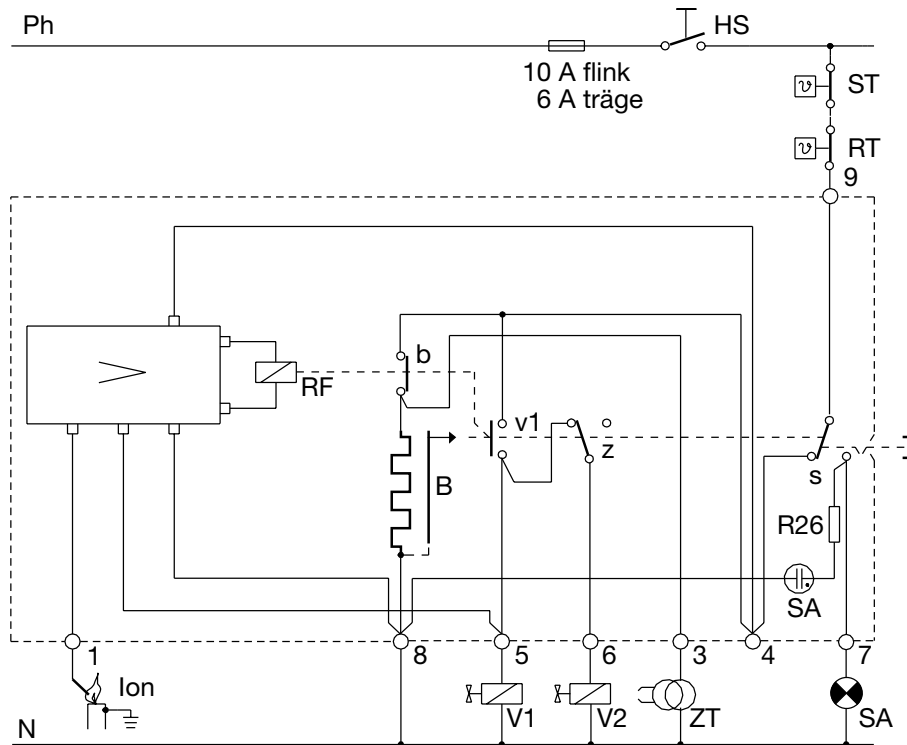 Ph
HS
10 A flink
6 A träge
ϑ
ST
ϑ
RT
9
b
RF
v1
z
B
s
R26
SA
1
8
5
6
3
4
7
Ion
V1
V2
ZT
SA
N